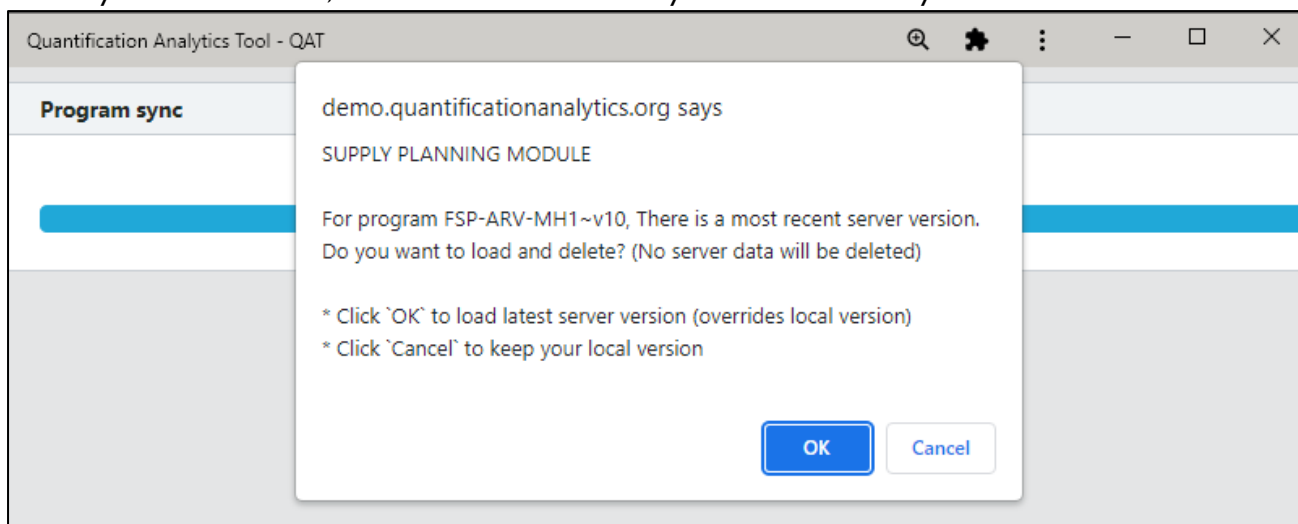 Quantification Analytics Tool - QAT
Program sync
demo.quantificationanalytics.org says
SUPPLY PLANNING MODULE
For program FSP-ARV-MH1~v10, There is a most recent server version.
Do you want to load and delete? (No server data will be deleted)
* Click `OK` to load latest server version (overrides local version)
* Click `Cancel` to keep your local version
OK
Cancel